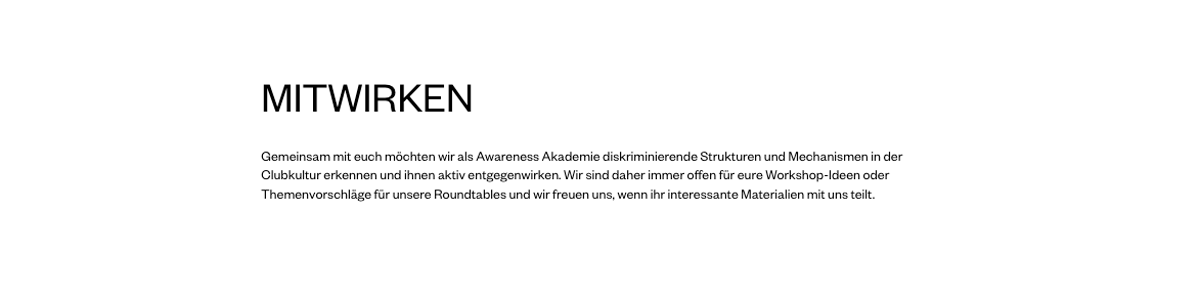 MITWIRKEN
Gemeinsam mit euch möchten wir als Awareness Akademie diskriminierende Strukturen und Mechanismen in der
Clubkultur erkennen und ihnen aktiv entgegenwirken. Wir sind daher immer offen für eure Workshop-Ideen oder
Themenvorschläge für unsere Roundtables und wir freuen uns, wenn ihr interessante Materialien mit uns teilt.